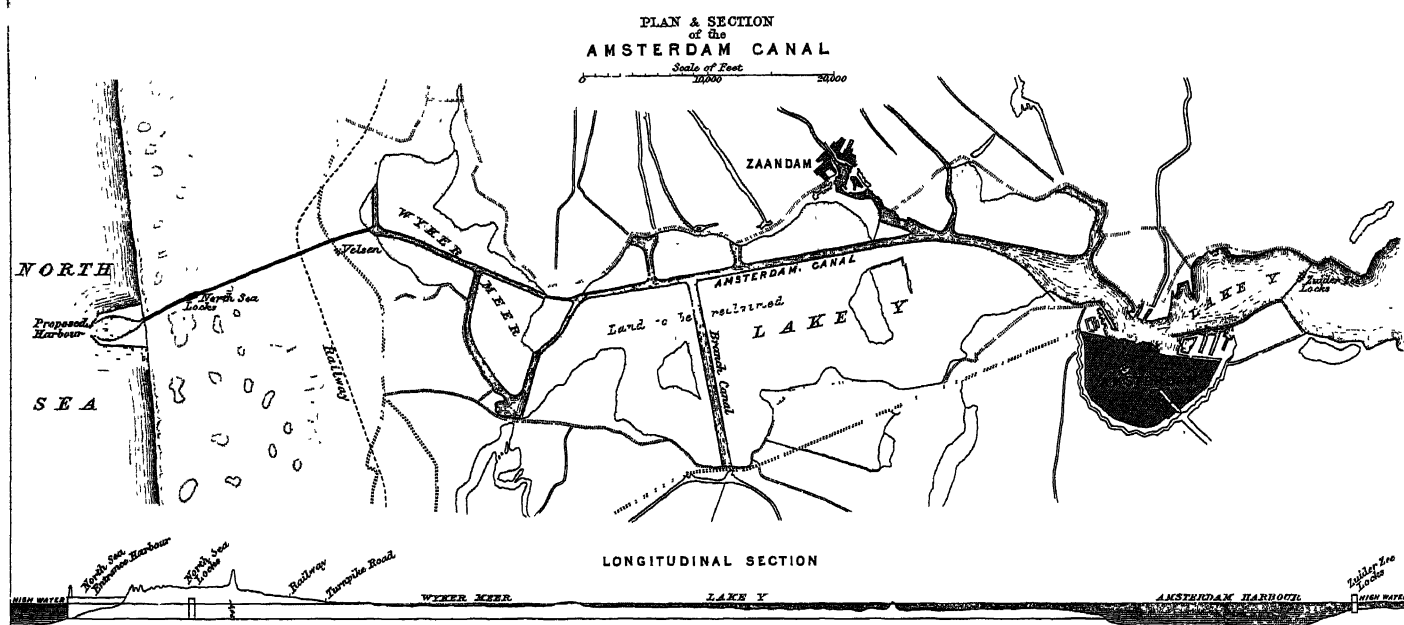 PLAN & SECTION
of the
AMSTERDAM CANAL
Scale of Feet
0 10,000 20,000
ZAANDAM
WYKER
MEER
Velsen
NORTH
SEA
North Sea
Locks
Proposed
Harbour
Railway
AMSTERDAM CANAL
Land to be reclaimed
LAKE Y
Branch Canal
LAKE Y
Zuider Zee
Locks
LONGITUDINAL SECTION
North Sea
Entrance Harbour
North Sea
Locks
Railway
Turnpike Road
Zuider Zee
Locks
HIGH WATER
WYKER MEER
LAKE Y
AMSTERDAM HARBOUR
HIGH WATER